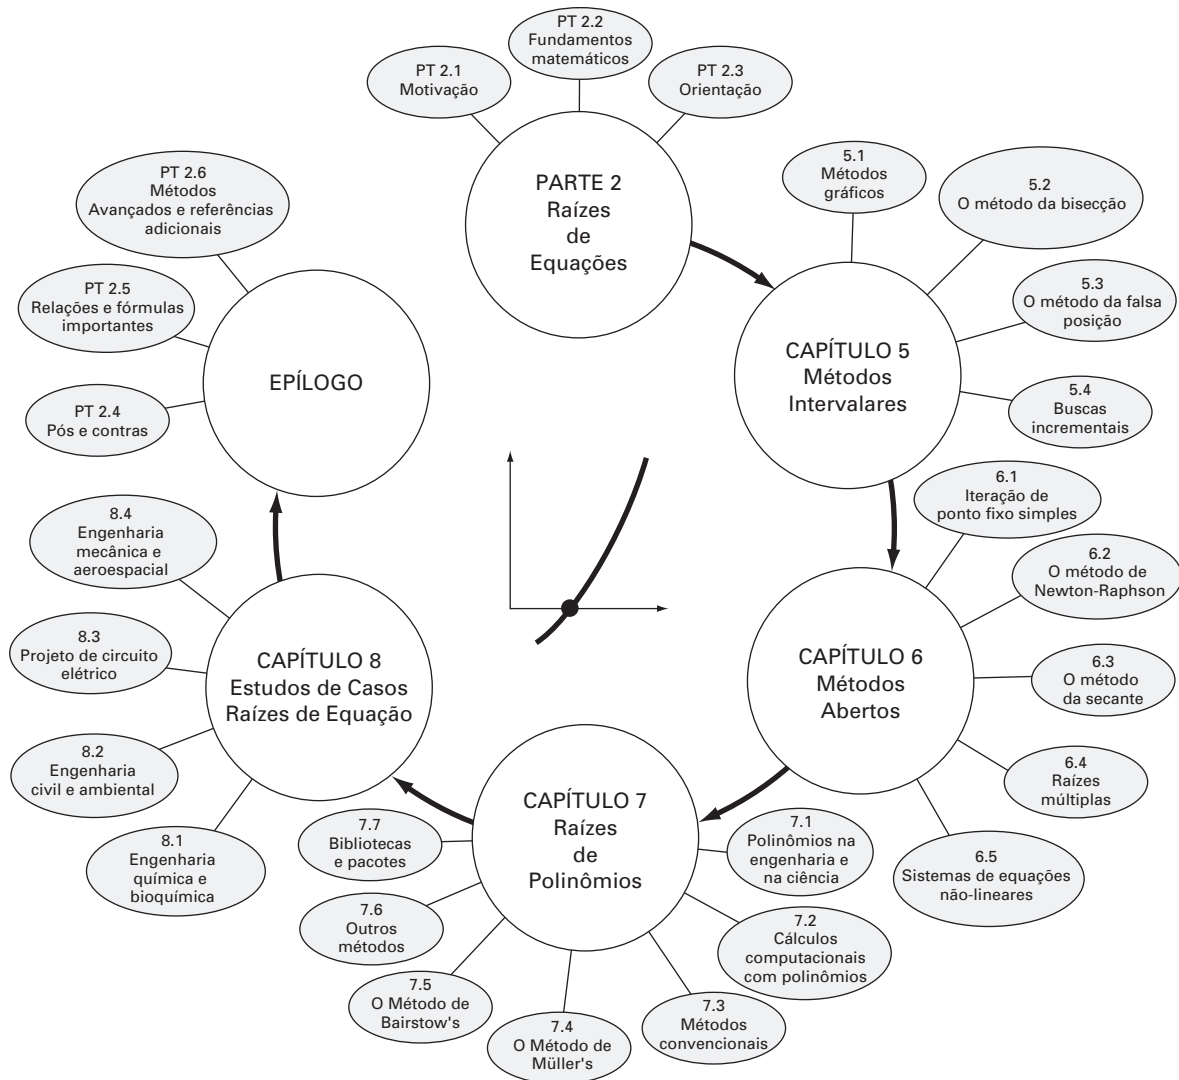 PT 2.1
Motivação
PT 2.2
Fundamentos
matemáticos
PT 2.3
Orientação
PARTE 2
Raízes
de
Equações
5.1
Métodos
gráficos
5.2
O método da bisecção
5.3
O método da falsa
posição
5.4
Buscas
incrementais
CAPÍTULO 5
Métodos
Intervalares
6.1
Iteração de
ponto fixo simples
6.2
O método de
Newton-Raphson
6.3
O método
da secante
6.4
Raízes
múltiplas
6.5
Sistemas de equações
não-lineares
CAPÍTULO 6
Métodos
Abertos
7.1
Polinômios na
engenharia e
na ciência
7.2
Cálculos
computacionais
com polinômios
7.3
Métodos
convencionais
7.4
O Método de
Müller's
7.5
O Método de
Bairstow's
7.6
Outros
métodos
7.7
Bibliotecas
e pacotes
CAPÍTULO 7
Raízes
de
Polinômios
8.1
Engenharia
química e
bioquímica
8.2
Engenharia
civil e ambiental
8.3
Projeto de circuito
elétrico
8.4
Engenharia
mecânica e
aeroespacial
CAPÍTULO 8
Estudos de Casos
Raízes de Equação
PT 2.4
Pós e contras
PT 2.5
Relações e fórmulas
importantes
PT 2.6
Métodos
Avançados e referências
adicionais
EPÍLOGO